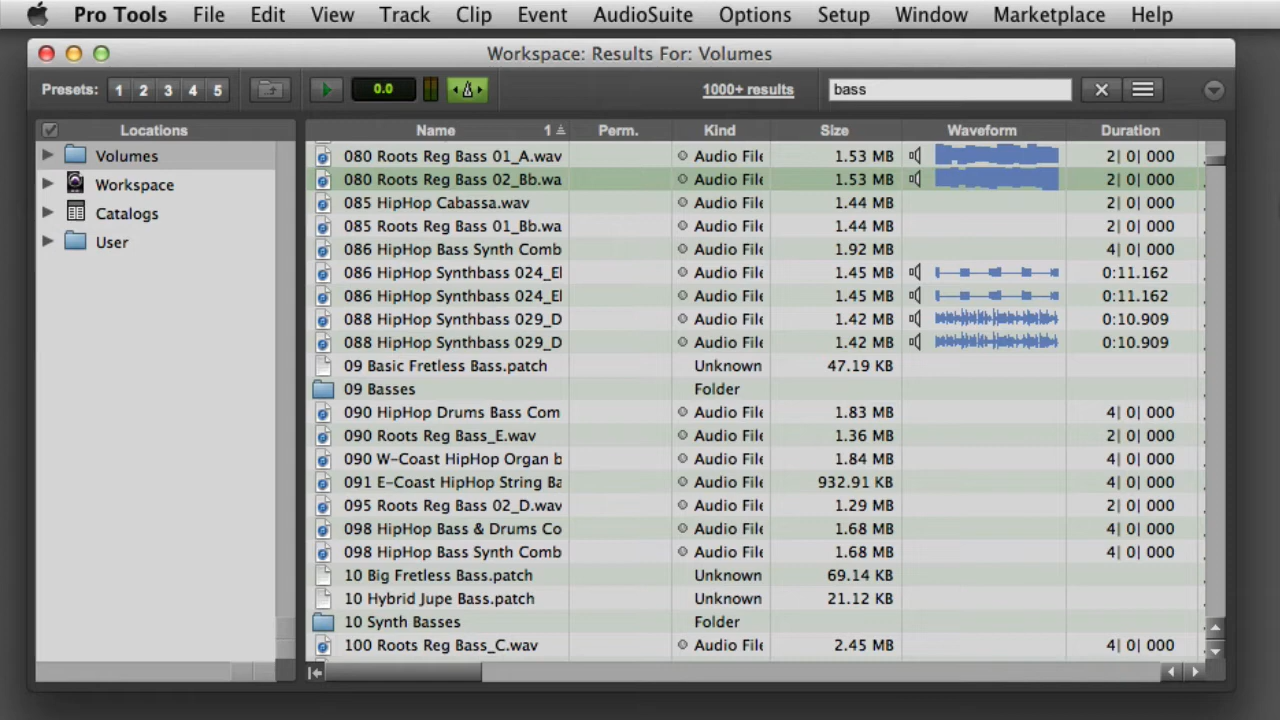 Pro Tools File Edit View Track Clip Event AudioSuite Options Setup Window Marketplace Help
Workspace: Results For: Volumes
Presets: 1 2 3 4 5 0.0 1000+ results bass
Locations Name 1 Perm. Kind Size Waveform Duration
Volumes
Workspace
Catalogs
User
080 Roots Reg Bass 01_A.wav Audio File 1.53 MB 2| 0| 000
080 Roots Reg Bass 02_Bb.wa Audio File 1.53 MB 2| 0| 000
085 HipHop Cabassa.wav Audio File 1.44 MB 2| 0| 000
085 Roots Reg Bass 01_Bb.wa Audio File 1.44 MB 2| 0| 000
086 HipHop Bass Synth Comb Audio File 1.92 MB 4| 0| 000
086 HipHop Synthbass 024_El Audio File 1.45 MB 0:11.162
086 HipHop Synthbass 024_El Audio File 1.45 MB 0:11.162
088 HipHop Synthbass 029_D Audio File 1.42 MB 0:10.909
088 HipHop Synthbass 029_D Audio File 1.42 MB 0:10.909
09 Basic Fretless Bass.patch Unknown 47.19 KB
09 Basses Folder
090 HipHop Drums Bass Com Audio File 1.83 MB 4| 0| 000
090 Roots Reg Bass_E.wav Audio File 1.36 MB 2| 0| 000
090 W-Coast HipHop Organ b Audio File 1.84 MB 4| 0| 000
091 E-Coast HipHop String Ba Audio File 932.91 KB 4| 0| 000
095 Roots Reg Bass 02_D.wav Audio File 1.29 MB 2| 0| 000
098 HipHop Bass & Drums Co Audio File 1.68 MB 4| 0| 000
098 HipHop Bass Synth Comb Audio File 1.68 MB 4| 0| 000
10 Big Fretless Bass.patch Unknown 69.14 KB
10 Hybrid Jupe Bass.patch Unknown 21.12 KB
10 Synth Basses Folder
100 Roots Reg Bass_C.wav Audio File 2.45 MB 4| 0| 000